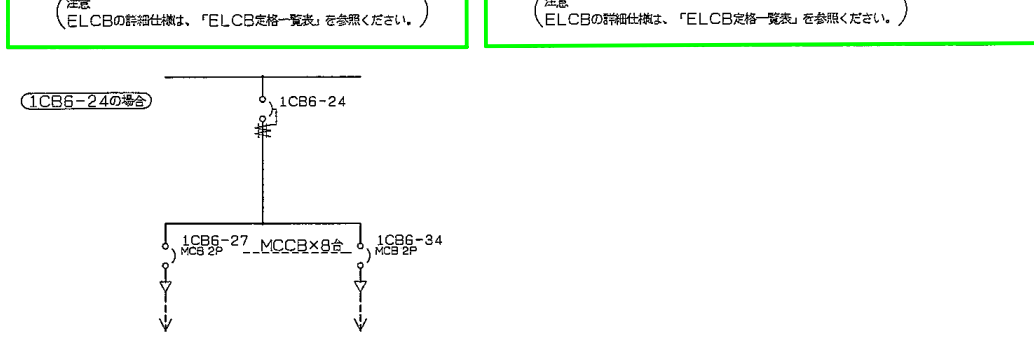 注意
ELCBの詳細仕様は、「ELCB定格一覧表」を参照ください。
注意
ELCBの詳細仕様は、「ELCB定格一覧表」を参照ください。
1CB6-24の場合
1CB6-24
1CB6-27
MCB 2P
MCCB×8台
1CB6-34
MCB 2P